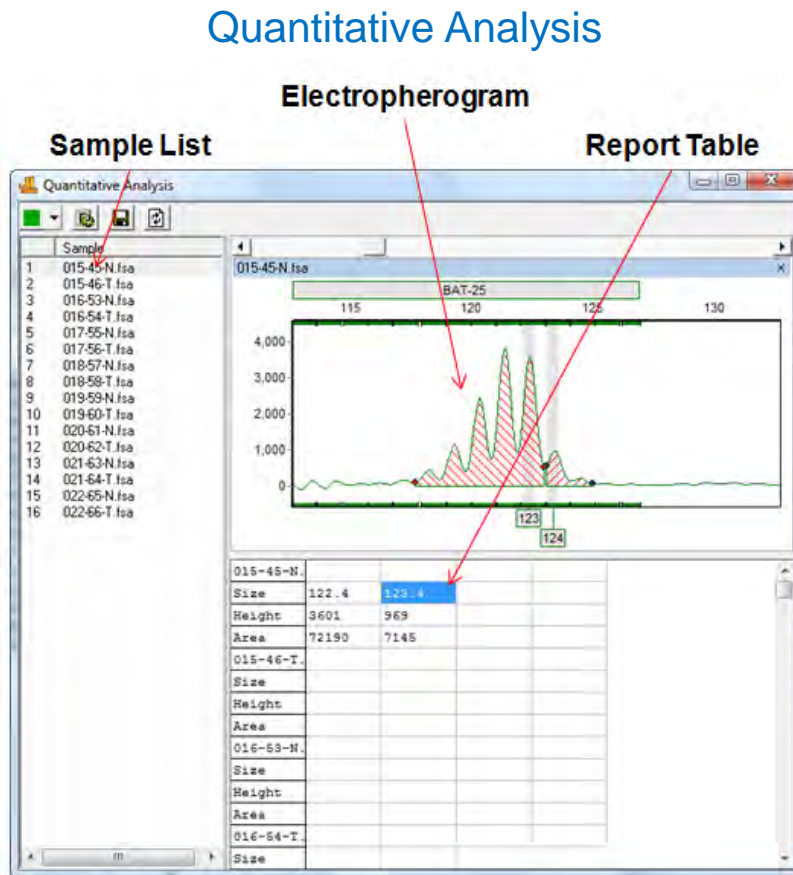 Quantitative Analysis
Electropherogram
Sample List
Report Table
Quantitative Analysis
Sample
1 015-45-N.fsa
2 015-46-T.fsa
3 016-53-N.fsa
4 016-54-T.fsa
5 017-55-N.fsa
6 017-56-T.fsa
7 018-57-N.fsa
8 018-58-T.fsa
9 019-59-N.fsa
10 019-60-T.fsa
11 020-61-N.fsa
12 020-62-T.fsa
13 021-63-N.fsa
14 021-64-T.fsa
15 022-65-N.fsa
16 022-66-T.fsa
015-45-N.fsa
BAT-25
115 120 125 130
4,000
3,000
2,000
1,000
0
123
124
015-45-N.
Size 122.4 123.4
Height 3601 969
Area 72190 7145
015-46-T.
Size
Height
Area
016-53-N.
Size
Height
Area
016-54-T.
Size